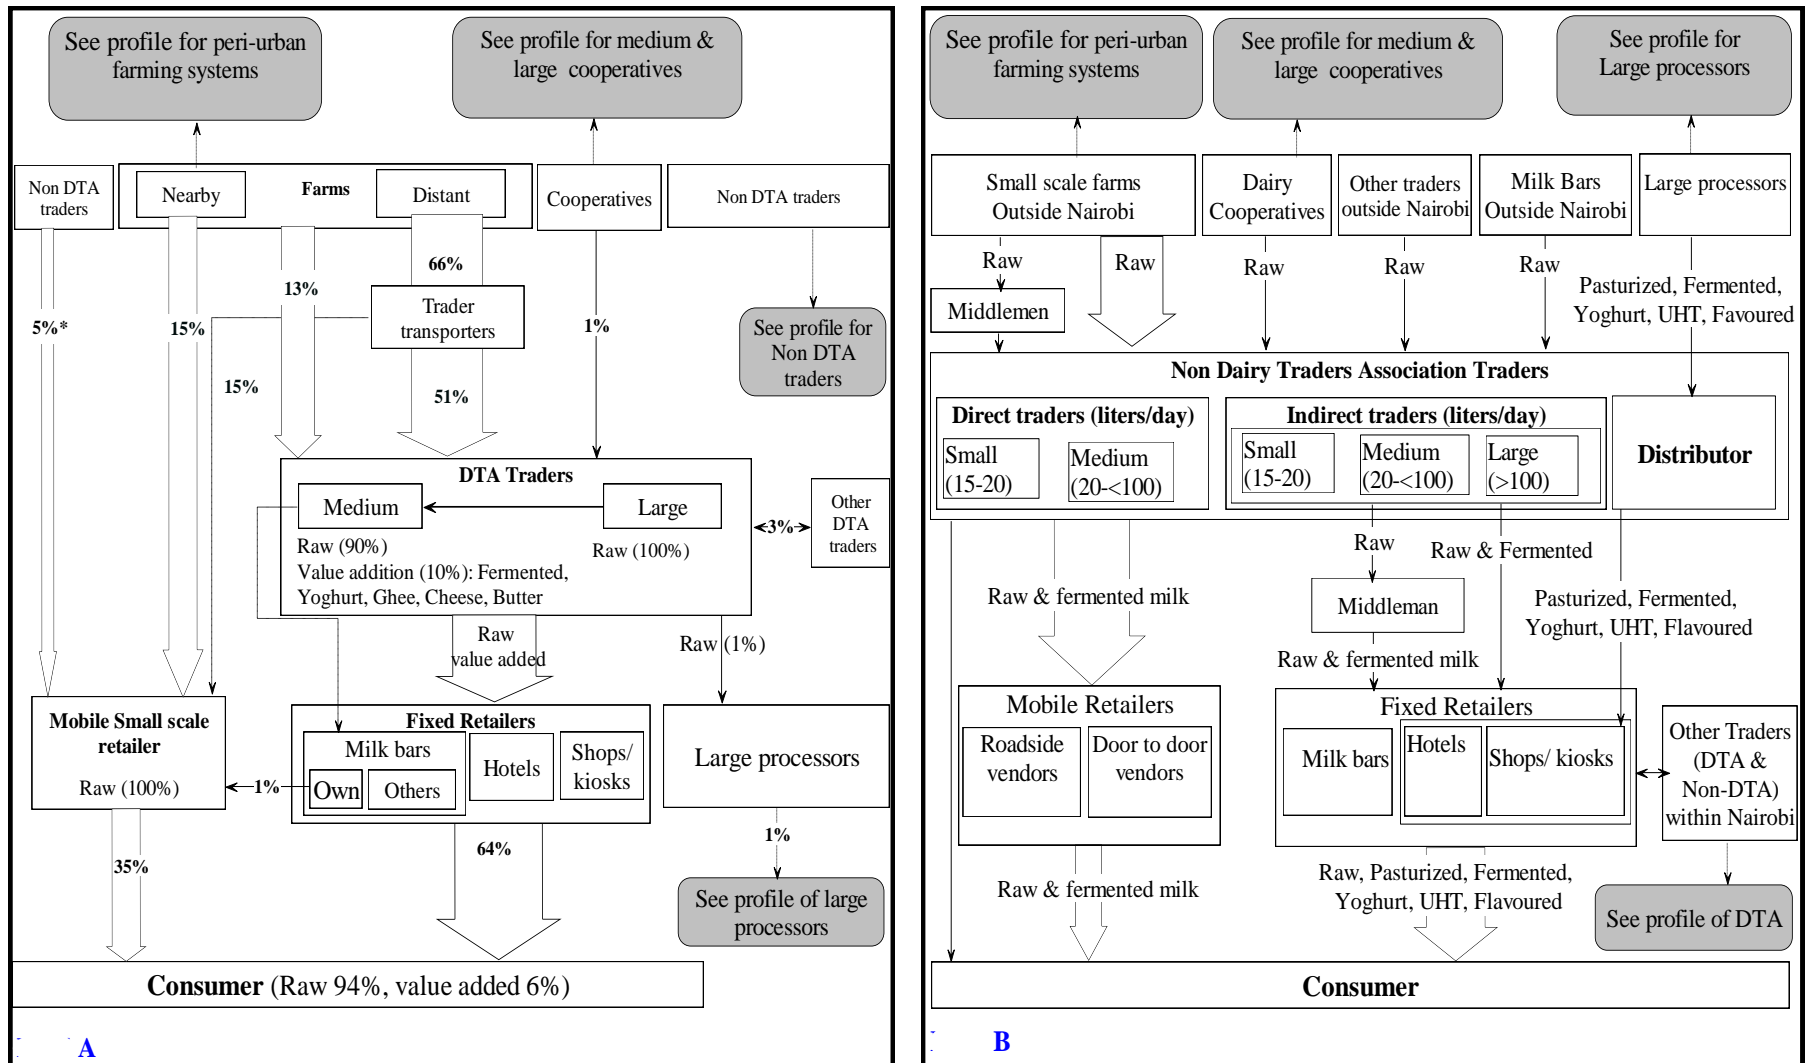 See profile for peri-urban
farming systems
See profile for medium &
large cooperatives
Non DTA
traders
Nearby
Farms
Distant
Cooperatives
Non DTA traders
66%
13%
Trader
transporters
5%*
15%
1%
See profile for
Non DTA
traders
15%
51%
DTA Traders
Medium
Large
Other
DTA
traders
3%
Raw (90%)
Raw (100%)
Value addition (10%): Fermented,
Yoghurt, Ghee, Cheese, Butter
Raw
value added
Raw (1%)
Mobile Small scale
retailer
Raw (100%)
Fixed Retailers
Milk bars
Own
Others
Hotels
Shops/
kiosks
Large processors
1%
35%
64%
1%
See profile of large
processors
Consumer (Raw 94%, value added 6%)
A
See profile for peri-urban
farming systems
See profile for medium &
large cooperatives
See profile for
Large processors
Small scale farms
Outside Nairobi
Dairy
Cooperatives
Other traders
outside Nairobi
Milk Bars
Outside Nairobi
Large processors
Raw
Raw
Raw
Raw
Raw
Pasturized, Fermented,
Yoghurt, UHT, Favoured
Middlemen
Non Dairy Traders Association Traders
Direct traders (liters/day)
Small
(15-20)
Medium
(20-<100)
Indirect traders (liters/day)
Small
(15-20)
Medium
(20-<100)
Large
(>100)
Distributor
Raw
Raw & Fermented
Raw & fermented milk
Middleman
Pasturized, Fermented,
Yoghurt, UHT, Flavoured
Raw & fermented milk
Mobile Retailers
Roadside
vendors
Door to door
vendors
Fixed Retailers
Milk bars
Hotels
Shops/ kiosks
Other Traders
(DTA &
Non-DTA)
within Nairobi
Raw & fermented milk
Raw, Pasturized, Fermented,
Yoghurt, UHT, Flavoured
See profile of DTA
Consumer
B